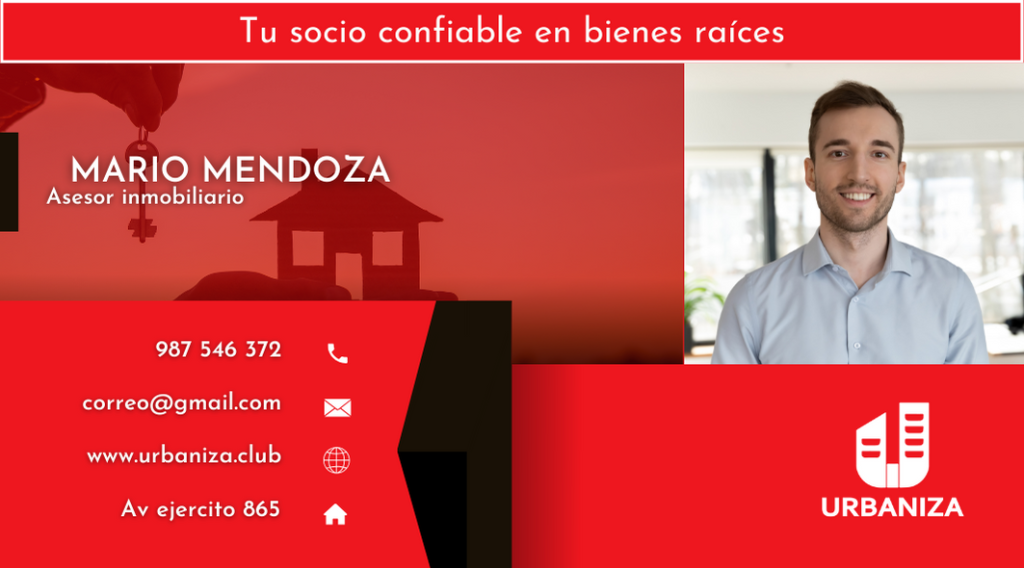 Tu socio confiable en bienes raíces
MARIO MENDOZA
Asesor inmobiliario
987 546 372
correo@gmail.com
www.urbaniza.club
Av ejercito 865
URBANIZA